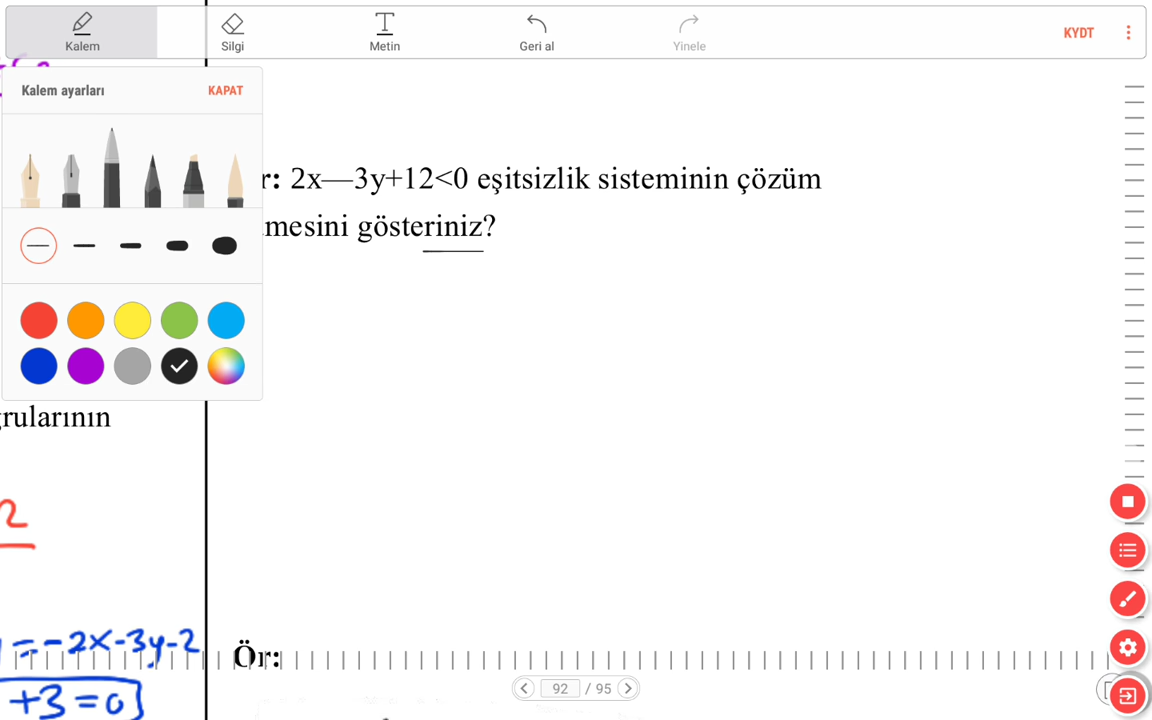 Kalem Silgi Metin Geri al Yinele KYDT
Kalem ayarları KAPAT
r: 2x—3y+12<0 eşitsizlik sisteminin çözüm
mesini gösteriniz?
rularının
2
=-2x-3y-2
Ör:
+3=0
92 / 95